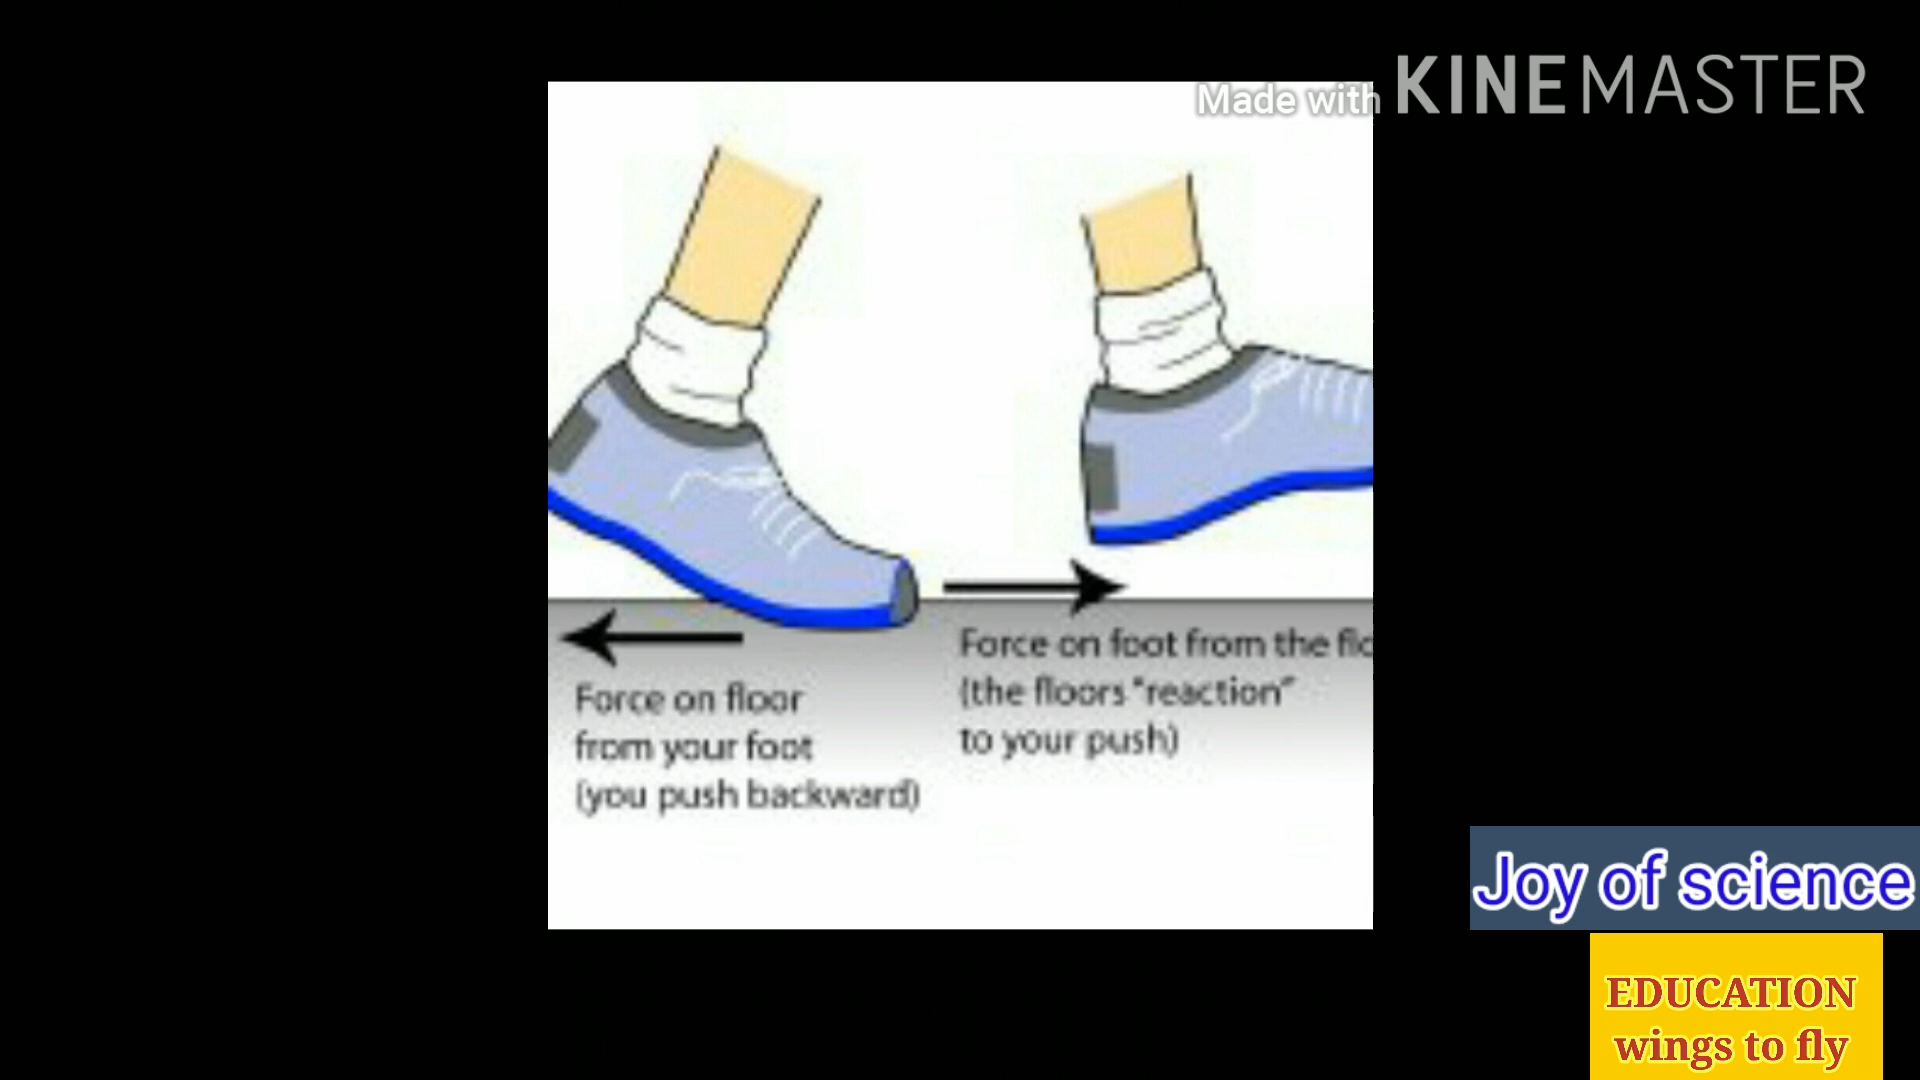 Made with KINEMASTER
Force on foot from the
(the floors "reaction"
to your push)
Force on floor
from your foot
(you push backward)
Joy of science
EDUCATION
wings to fly